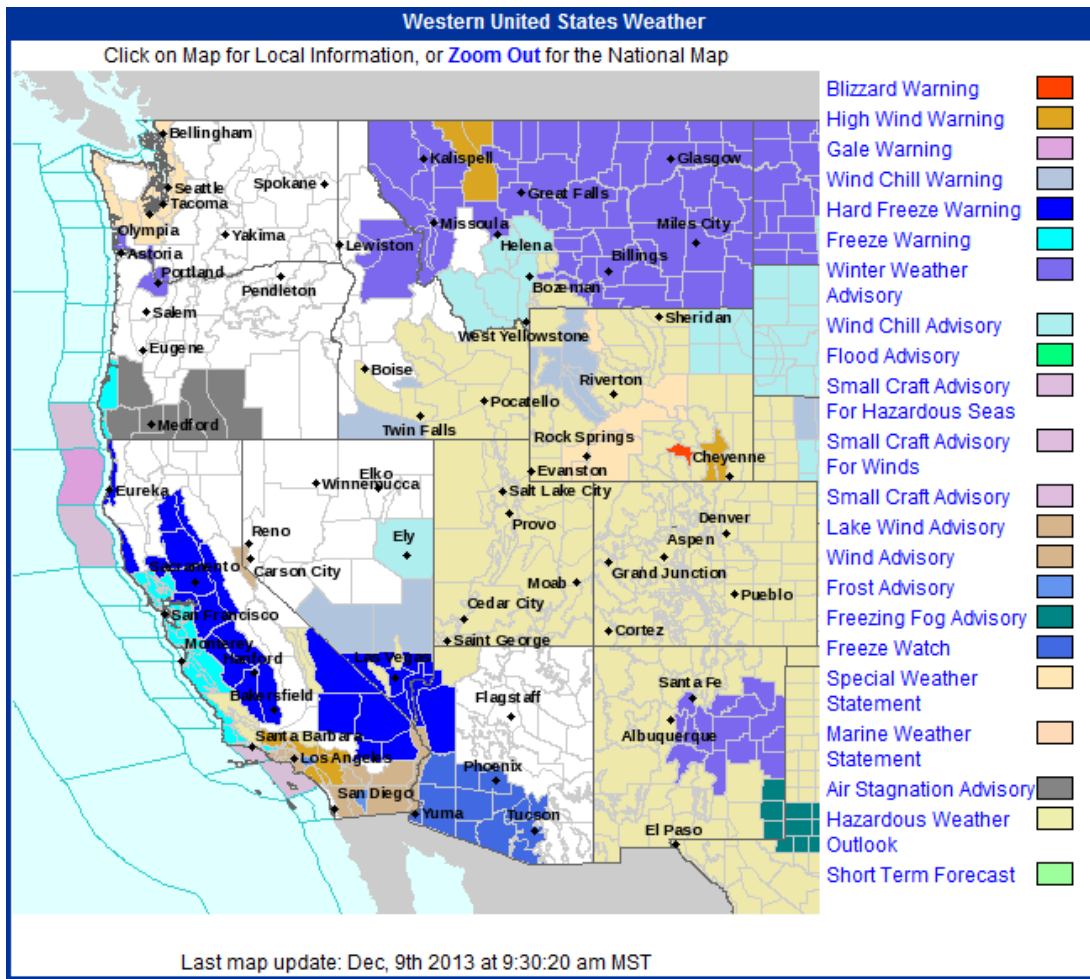 Western United States Weather
Click on Map for Local Information, or Zoom Out for the National Map
Bellingham
Seattle
Tacoma
Olympia
Spokane
Yakima
Astoria
Portland
Pendleton
Salem
Eugene
Medford
Kalispell
Glasgow
Great Falls
Missoula
Helena
Miles City
Lewiston
Billings
Bozeman
West Yellowstone
Sheridan
Boise
Riverton
Pocatello
Twin Falls
Rock Springs
Cheyenne
Evanston
Eureka
Elko
Winnemucca
Salt Lake City
Provo
Reno
Ely
Carson City
Denver
Aspen
Grand Junction
Moab
Pueblo
Sacramento
San Francisco
Cedar City
Saint George
Cortez
Monterey
Hanford
Las Vegas
Bakersfield
Flagstaff
Santa Fe
Albuquerque
Santa Barbara
Los Angeles
Phoenix
San Diego
Yuma
Tucson
El Paso
Blizzard Warning
High Wind Warning
Gale Warning
Wind Chill Warning
Hard Freeze Warning
Freeze Warning
Winter Weather
Advisory
Wind Chill Advisory
Flood Advisory
Small Craft Advisory
For Hazardous Seas
Small Craft Advisory
For Winds
Small Craft Advisory
Lake Wind Advisory
Wind Advisory
Frost Advisory
Freezing Fog Advisory
Freeze Watch
Special Weather
Statement
Marine Weather
Statement
Air Stagnation Advisory
Hazardous Weather
Outlook
Short Term Forecast
Last map update: Dec, 9th 2013 at 9:30:20 am MST